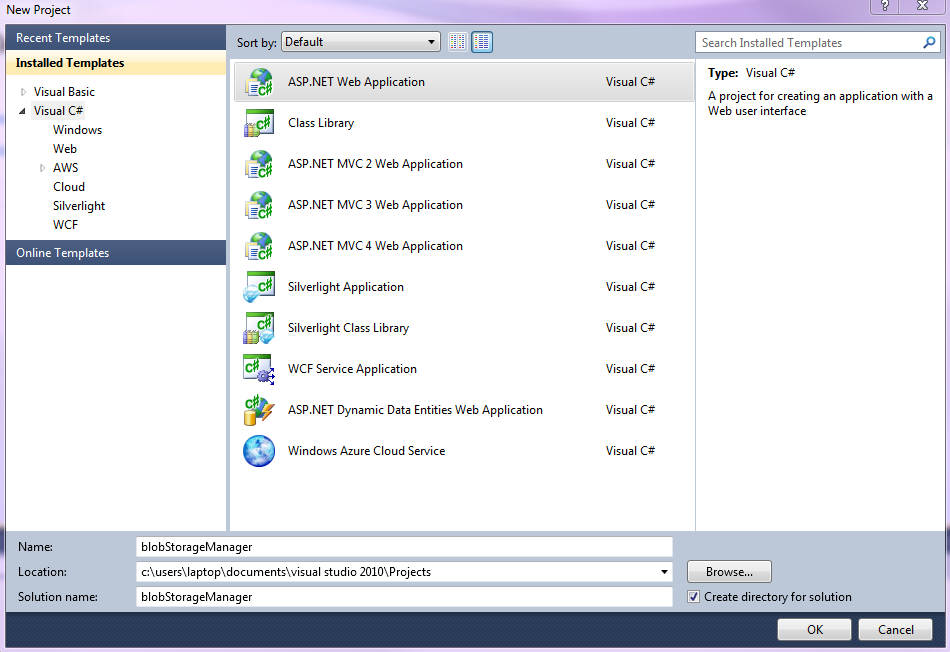 New Project
?
Recent Templates
Installed Templates
Visual Basic
Visual C#
Windows
Web
AWS
Cloud
Silverlight
WCF
Online Templates
Sort by: Default
ASP.NET Web Application Visual C#
Class Library Visual C#
ASP.NET MVC 2 Web Application Visual C#
ASP.NET MVC 3 Web Application Visual C#
ASP.NET MVC 4 Web Application Visual C#
Silverlight Application Visual C#
Silverlight Class Library Visual C#
WCF Service Application Visual C#
ASP.NET Dynamic Data Entities Web Application Visual C#
Windows Azure Cloud Service Visual C#
Search Installed Templates
Type: Visual C#
A project for creating an application with a
Web user interface
Name: blobStorageManager
Location: c:\users\laptop\documents\visual studio 2010\Projects Browse...
Solution name: blobStorageManager Create directory for solution
OK Cancel